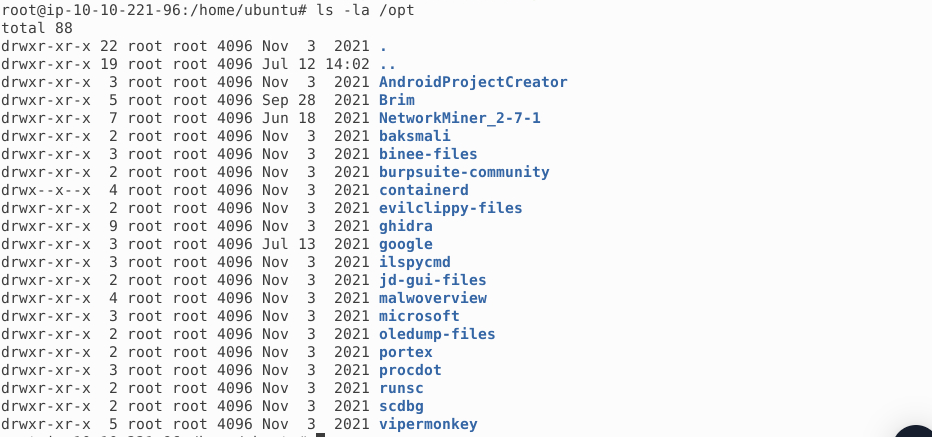 root@ip-10-10-221-96:/home/ubuntu# ls -la /opt
total 88
drwxr-xr-x 22 root root 4096 Nov  3  2021 .
drwxr-xr-x 19 root root 4096 Jul 12 14:02 ..
drwxr-xr-x  3 root root 4096 Nov  3  2021 AndroidProjectCreator
drwxr-xr-x  5 root root 4096 Sep 28  2021 Brim
drwxr-xr-x  7 root root 4096 Jun 18  2021 NetworkMiner_2-7-1
drwxr-xr-x  2 root root 4096 Nov  3  2021 baksmali
drwxr-xr-x  3 root root 4096 Nov  3  2021 binee-files
drwxr-xr-x  2 root root 4096 Nov  3  2021 burpsuite-community
drwx--x--x  4 root root 4096 Nov  3  2021 containerd
drwxr-xr-x  2 root root 4096 Nov  3  2021 evilclippy-files
drwxr-xr-x  9 root root 4096 Nov  3  2021 ghidra
drwxr-xr-x  3 root root 4096 Jul 13  2021 google
drwxr-xr-x  3 root root 4096 Nov  3  2021 ilspycmd
drwxr-xr-x  2 root root 4096 Nov  3  2021 jd-gui-files
drwxr-xr-x  4 root root 4096 Nov  3  2021 malwoverview
drwxr-xr-x  3 root root 4096 Nov  3  2021 microsoft
drwxr-xr-x  2 root root 4096 Nov  3  2021 oledump-files
drwxr-xr-x  2 root root 4096 Nov  3  2021 portex
drwxr-xr-x  3 root root 4096 Nov  3  2021 procdot
drwxr-xr-x  2 root root 4096 Nov  3  2021 runsc
drwxr-xr-x  2 root root 4096 Nov  3  2021 scdbg
drwxr-xr-x  5 root root 4096 Nov  3  2021 vipermonkey